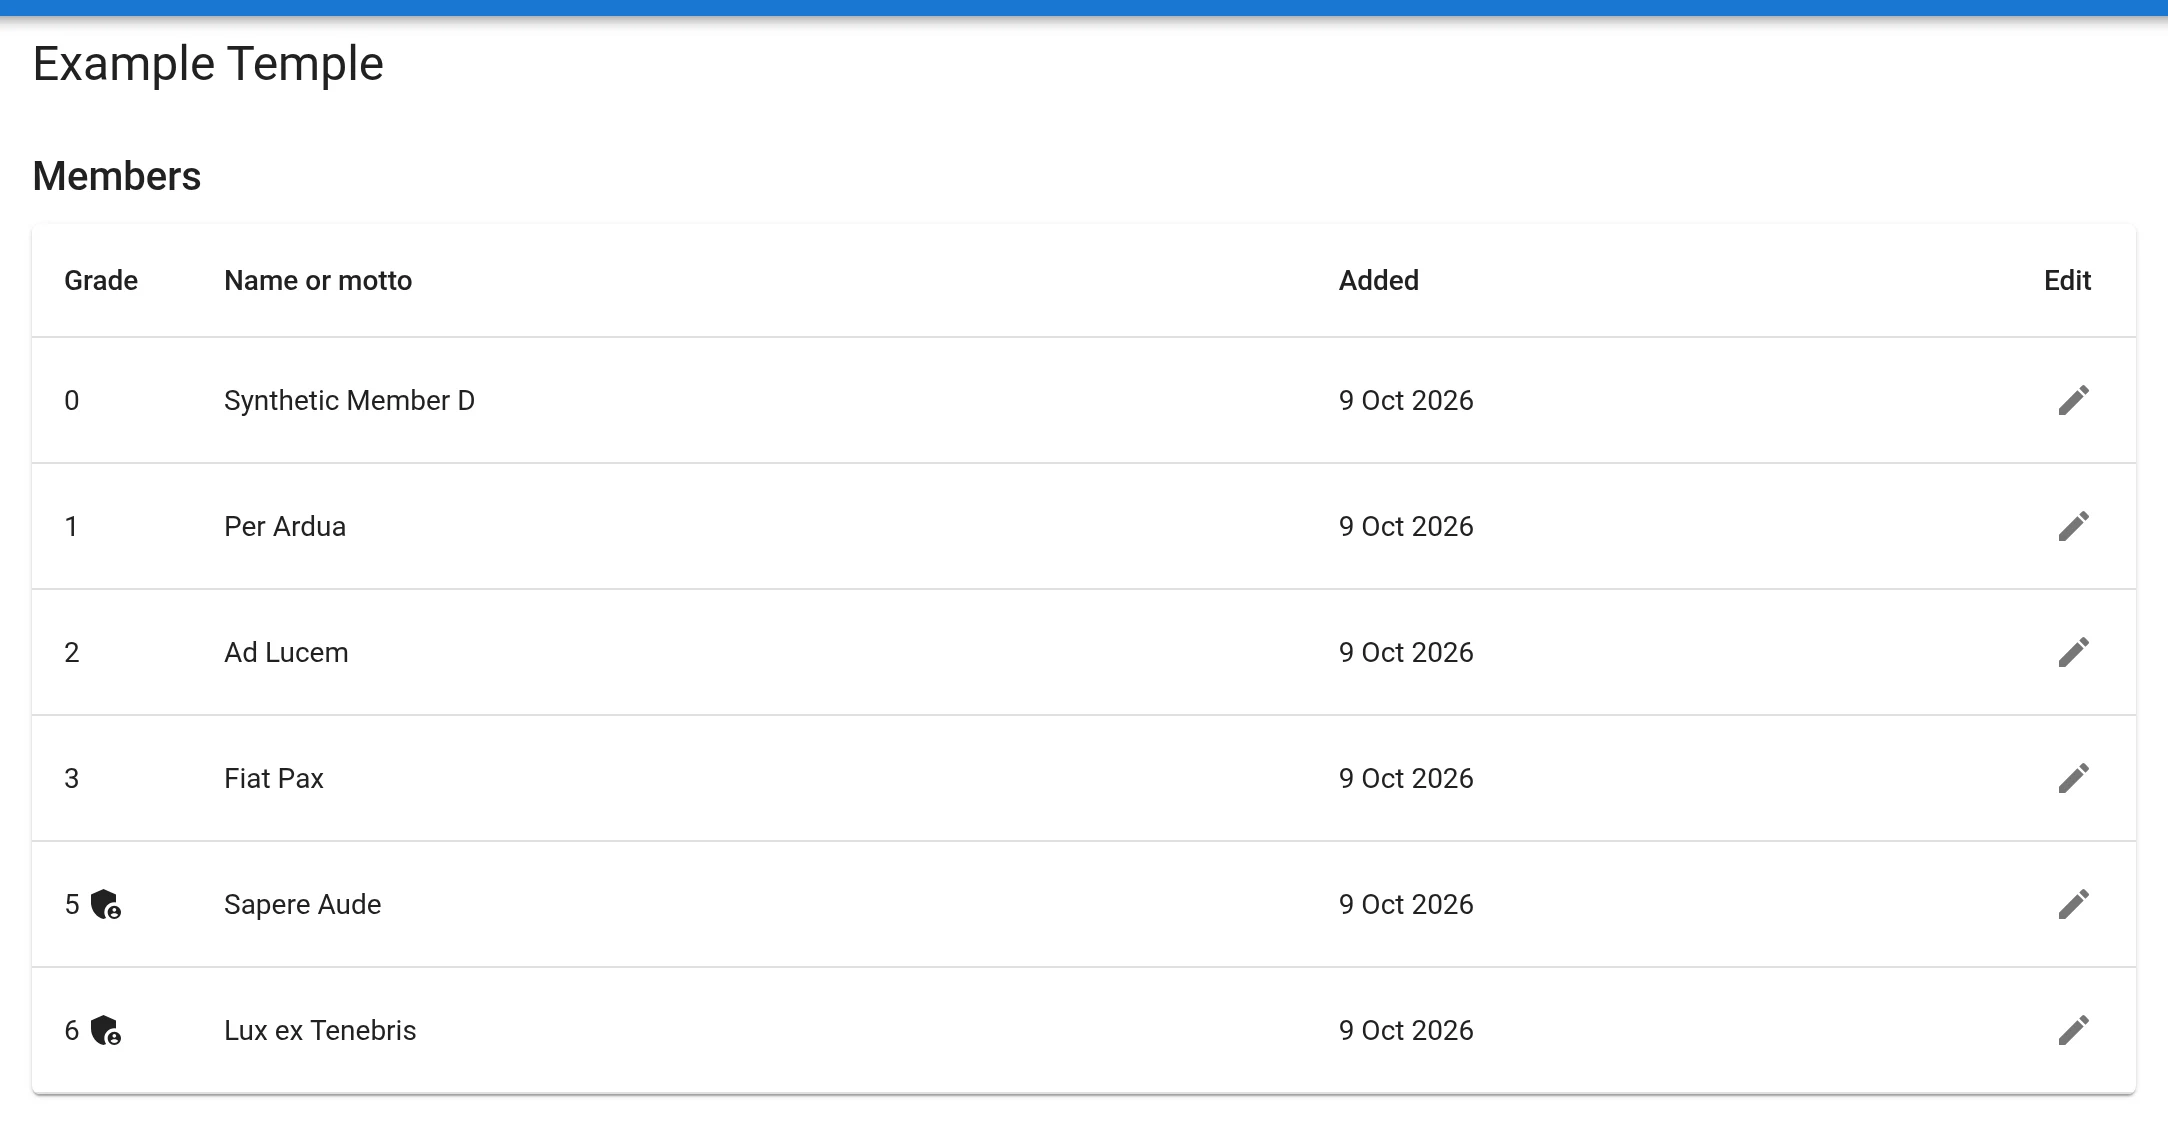 Example Temple
Members
Grade Name or motto Added Edit
0 Synthetic Member D 9 Oct 2026
1 Per Ardua 9 Oct 2026
2 Ad Lucem 9 Oct 2026
3 Fiat Pax 9 Oct 2026
5 Sapere Aude 9 Oct 2026
6 Lux ex Tenebris 9 Oct 2026